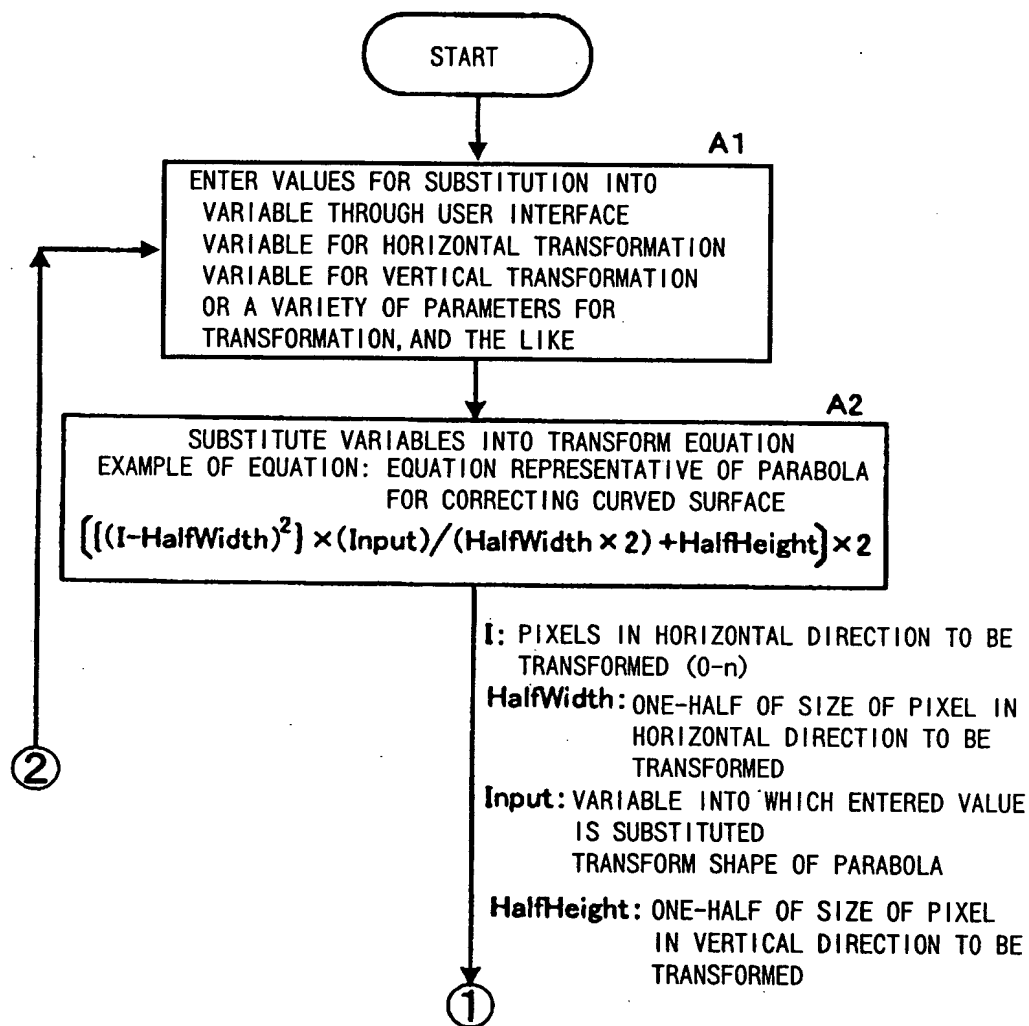 START
A1
ENTER VALUES FOR SUBSTITUTION INTO
VARIABLE THROUGH USER INTERFACE
VARIABLE FOR HORIZONTAL TRANSFORMATION
VARIABLE FOR VERTICAL TRANSFORMATION
OR A VARIETY OF PARAMETERS FOR
TRANSFORMATION, AND THE LIKE
A2
SUBSTITUTE VARIABLES INTO TRANSFORM EQUATION
EXAMPLE OF EQUATION: EQUATION REPRESENTATIVE OF PARABOLA
FOR CORRECTING CURVED SURFACE
([(I-HalfWidth)²]×(Input)/(HalfWidth×2)+HalfHeight)×2
I: PIXELS IN HORIZONTAL DIRECTION TO BE
TRANSFORMED (0-n)
HalfWidth: ONE-HALF OF SIZE OF PIXEL IN
HORIZONTAL DIRECTION TO BE
TRANSFORMED
②
Input: VARIABLE INTO WHICH ENTERED VALUE
IS SUBSTITUTED
TRANSFORM SHAPE OF PARABOLA
HalfHeight: ONE-HALF OF SIZE OF PIXEL
IN VERTICAL DIRECTION TO BE
TRANSFORMED
①